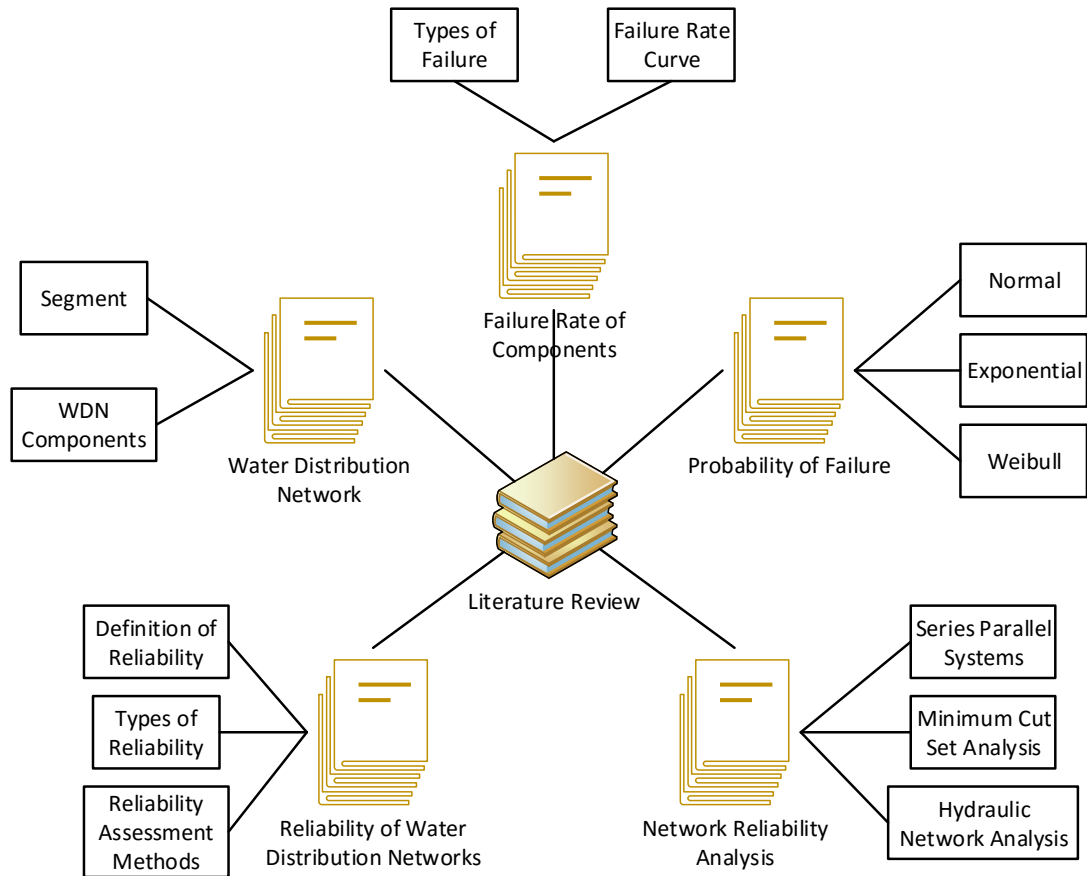 Types of
Failure
Failure Rate
Curve
Failure Rate of
Components
Segment
WDN
Components
Water Distribution
Network
Normal
Exponential
Weibull
Probability of Failure
Literature Review
Definition of
Reliability
Types of
Reliability
Reliability
Assessment
Methods
Reliability of Water
Distribution Networks
Series Parallel
Systems
Minimum Cut
Set Analysis
Hydraulic
Network Analysis
Network Reliability
Analysis